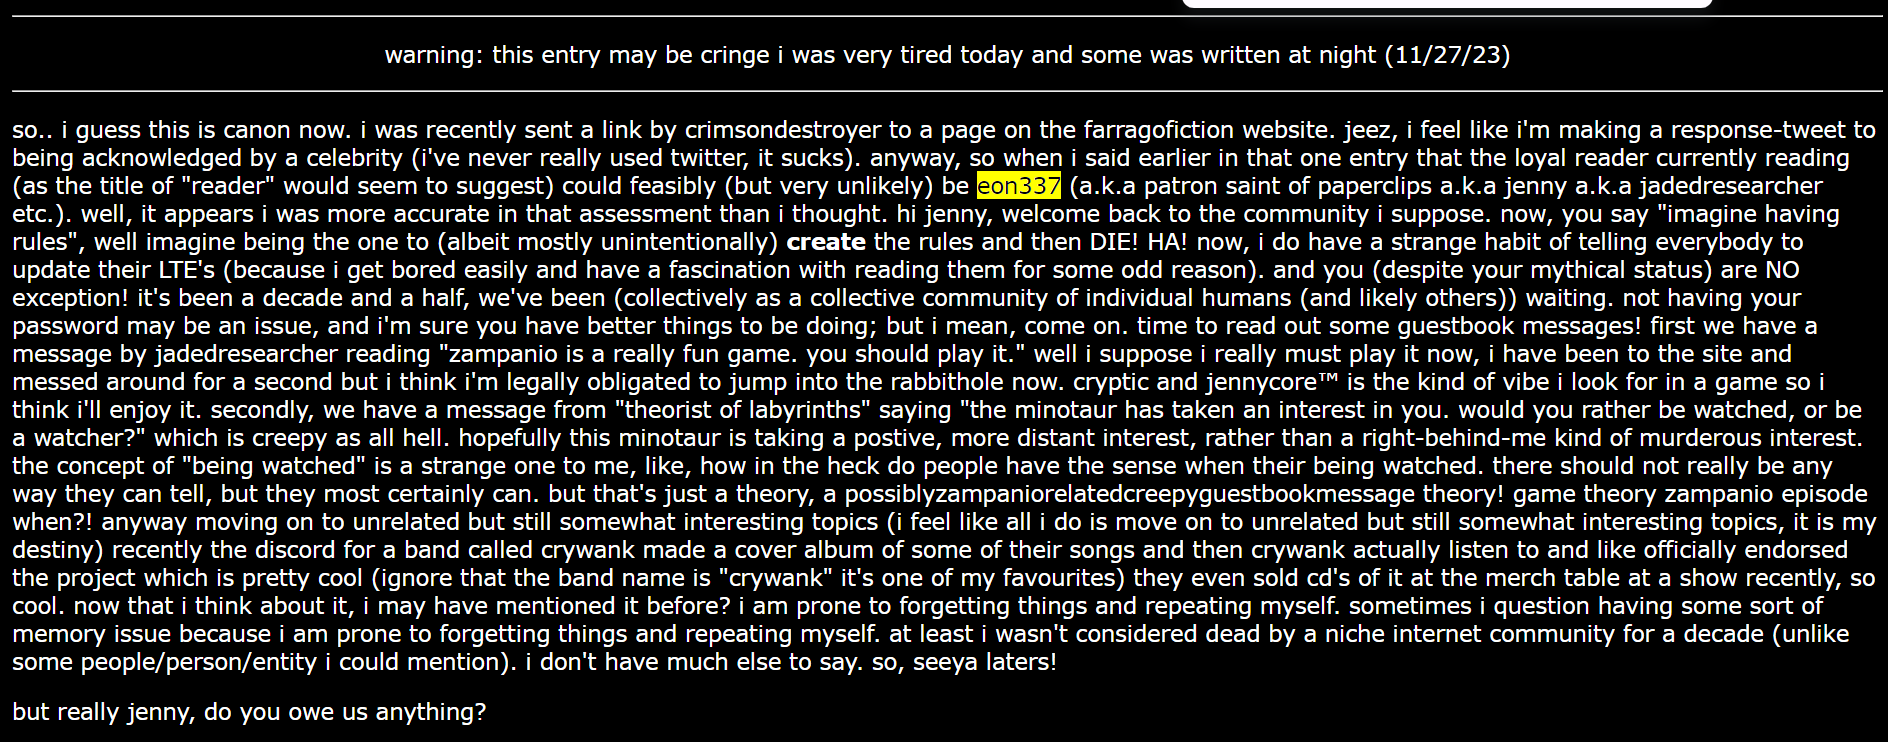 warning: this entry may be cringe i was very tired today and some was written at night (11/27/23)
so.. i guess this is canon now. i was recently sent a link by crimsondestroyer to a page on the farragofiction website. jeez, i feel like i'm making a response-tweet to
being acknowledged by a celebrity (i've never really used twitter, it sucks). anyway, so when i said earlier in that one entry that the loyal reader currently reading
(as the title of "reader" would seem to suggest) could feasibly (but very unlikely) be eon337 (a.k.a patron saint of paperclips a.k.a jenny a.k.a jadedresearcher
etc.). well, it appears i was more accurate in that assessment than i thought. hi jenny, welcome back to the community i suppose. now, you say "imagine having
rules", well imagine being the one to (albeit mostly unintentionally) create the rules and then DIE! HA! now, i do have a strange habit of telling everybody to
update their LTE's (because i get bored easily and have a fascination with reading them for some odd reason). and you (despite your mythical status) are NO
exception! it's been a decade and a half, we've been (collectively as a collective community of individual humans (and likely others)) waiting. not having your
password may be an issue, and i'm sure you have better things to be doing; but i mean, come on. time to read out some guestbook messages! first we have a
message by jadedresearcher reading "zampanio is a really fun game. you should play it." well i suppose i really must play it now, i have been to the site and
messed around for a second but i think i'm legally obligated to jump into the rabbithole now. cryptic and jennycore™ is the kind of vibe i look for in a game so i
think i'll enjoy it. secondly, we have a message from "theorist of labyrinths" saying "the minotaur has taken an interest in you. would you rather be watched, or be
a watcher?" which is creepy as all hell. hopefully this minotaur is taking a postive, more distant interest, rather than a right-behind-me kind of murderous interest.
the concept of "being watched" is a strange one to me, like, how in the heck do people have the sense when their being watched. there should not really be any
way they can tell, but they most certainly can. but that's just a theory, a possiblyzampaniorelatedcreepyguestbookmessage theory! game theory zampanio episode
when?! anyway moving on to unrelated but still somewhat interesting topics (i feel like all i do is move on to unrelated but still somewhat interesting topics, it is my
destiny) recently the discord for a band called crywank made a cover album of some of their songs and then crywank actually listen to and like officially endorsed
the project which is pretty cool (ignore that the band name is "crywank" it's one of my favourites) they even sold cd's of it at the merch table at a show recently, so
cool. now that i think about it, i may have mentioned it before? i am prone to forgetting things and repeating myself. sometimes i question having some sort of
memory issue because i am prone to forgetting things and repeating myself. at least i wasn't considered dead by a niche internet community for a decade (unlike
some people/person/entity i could mention). i don't have much else to say. so, seeya laters!
but really jenny, do you owe us anything?